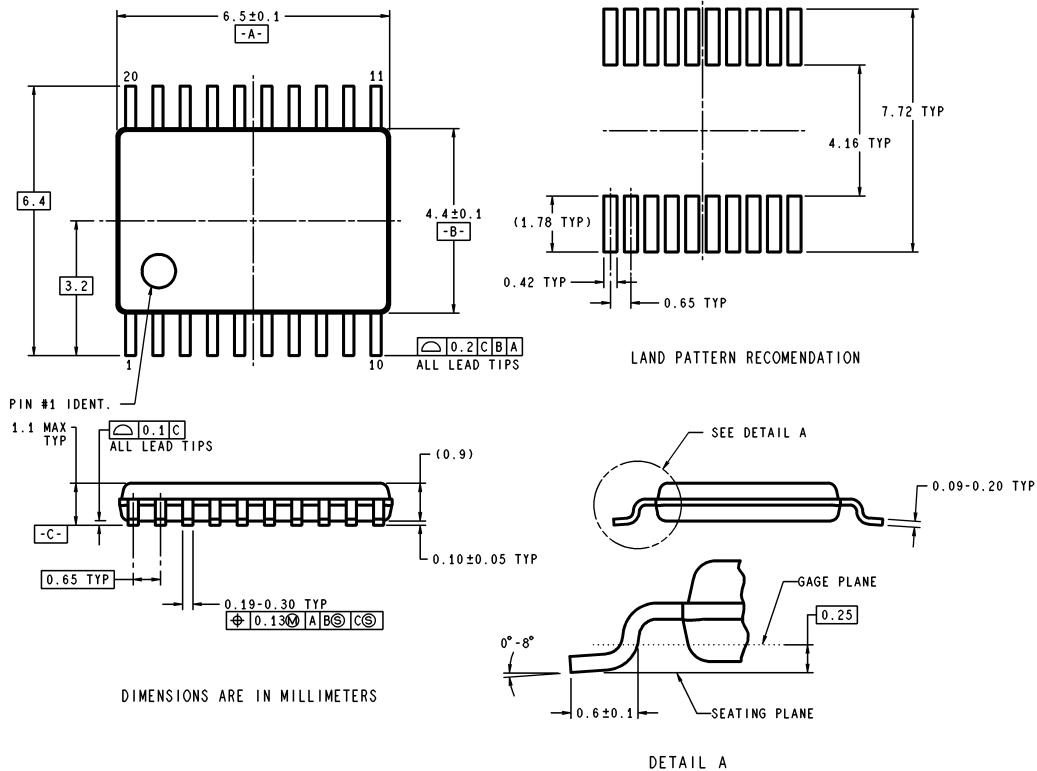 6.5±0.1
-A-
20
11
6.4
3.2
4.4±0.1
-B-
1
10
0.2 C B A
ALL LEAD TIPS
PIN #1 IDENT.
7.72 TYP
4.16 TYP
(1.78 TYP)
0.42 TYP
0.65 TYP
LAND PATTERN RECOMENDATION
1.1 MAX
TYP
0.1 C
ALL LEAD TIPS
(0.9)
-C-
0.10±0.05 TYP
0.65 TYP
0.19-0.30 TYP
⌖ 0.13Ⓜ A BⓈ CⓈ
DIMENSIONS ARE IN MILLIMETERS
SEE DETAIL A
0.09-0.20 TYP
GAGE PLANE
0.25
0°-8°
0.6±0.1
SEATING PLANE
DETAIL A